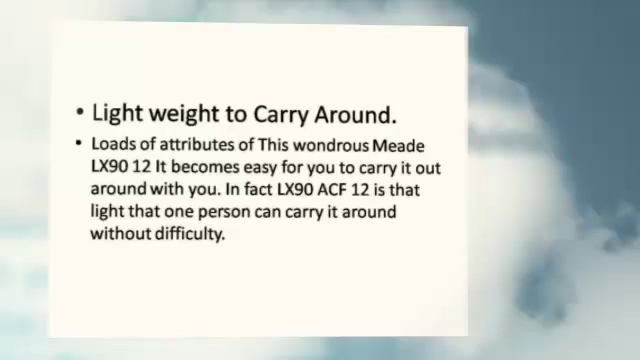 • Light weight to Carry Around.
• Loads of attributes of This wondrous Meade
LX90 12 It becomes easy for you to carry it out
around with you. In fact LX90 ACF 12 is that
light that one person can carry it around
without difficulty.